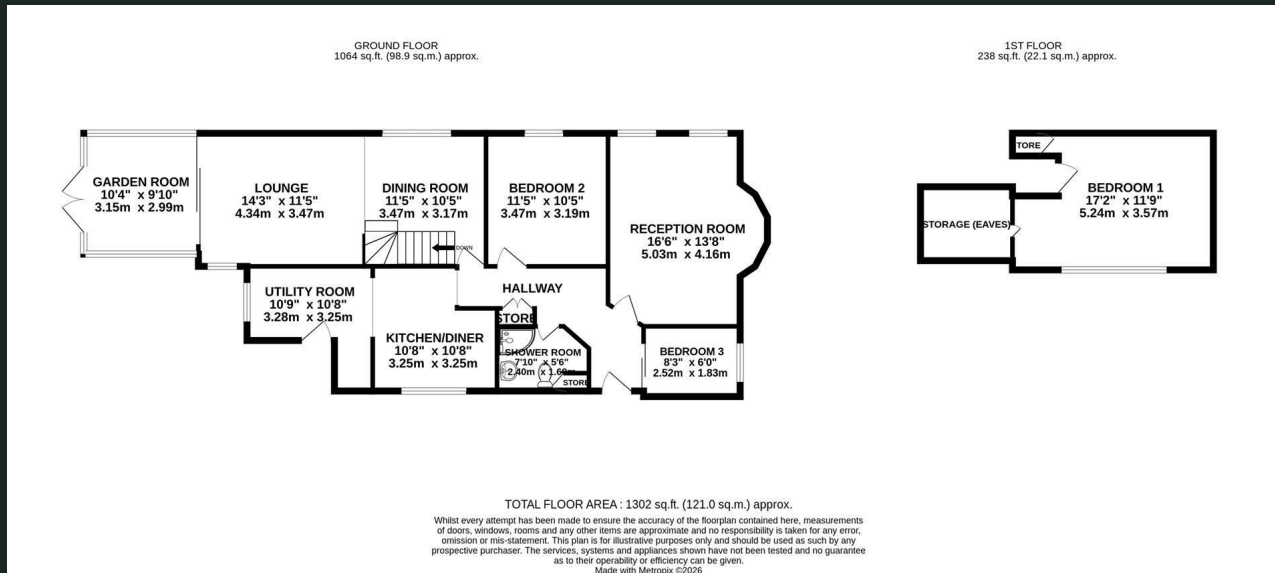 GROUND FLOOR
1064 sq.ft. (98.9 sq.m.) approx.
1ST FLOOR
238 sq.ft. (22.1 sq.m.) approx.
GARDEN ROOM
10'4" x 9'10"
3.15m x 2.99m
LOUNGE
14'3" x 11'5"
4.34m x 3.47m
DINING ROOM
11'5" x 10'5"
3.47m x 3.17m
DOWN
BEDROOM 2
11'5" x 10'5"
3.47m x 3.19m
RECEPTION ROOM
16'6" x 13'8"
5.03m x 4.16m
HALLWAY
STORE
UTILITY ROOM
10'9" x 10'8"
3.28m x 3.25m
KITCHEN/DINER
10'8" x 10'8"
3.25m x 3.25m
SHOWER ROOM
7'10" x 5'6"
2.40m x 1.69m
STORE
BEDROOM 3
8'3" x 6'0"
2.52m x 1.83m
TORE
BEDROOM 1
17'2" x 11'9"
5.24m x 3.57m
STORAGE (EAVES)
TOTAL FLOOR AREA : 1302 sq.ft. (121.0 sq.m.) approx.
Whilst every attempt has been made to ensure the accuracy of the floorplan contained here, measurements
of doors, windows, rooms and any other items are approximate and no responsibility is taken for any error,
omission or mis-statement. This plan is for illustrative purposes only and should be used as such by any
prospective purchaser. The services, systems and appliances shown have not been tested and no guarantee
as to their operability or efficiency can be given.
Made with Metropix ©2026